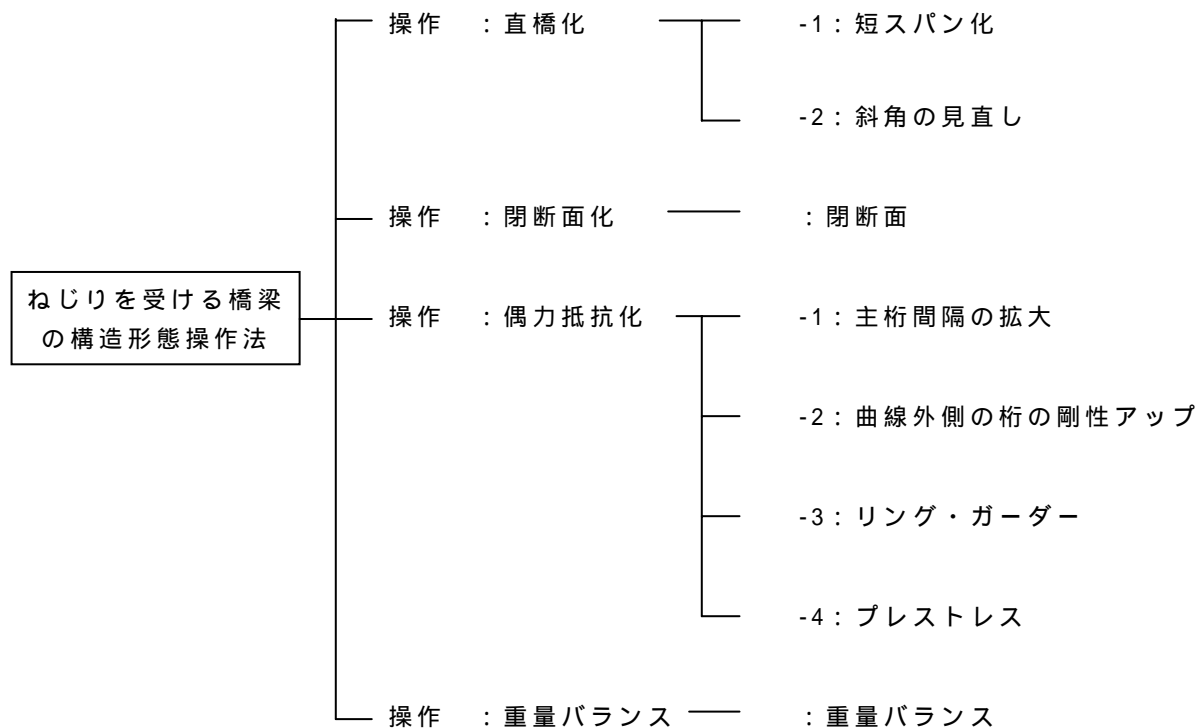 操作 ：直橋化
-1：短スパン化
-2：斜角の見直し
操作 ：閉断面化
：閉断面
ねじりを受ける橋梁
の構造形態操作法
操作 ：偶力抵抗化
-1：主桁間隔の拡大
-2：曲線外側の桁の剛性アップ
-3：リング・ガーダー
-4：プレストレス
操作 ：重量バランス
：重量バランス